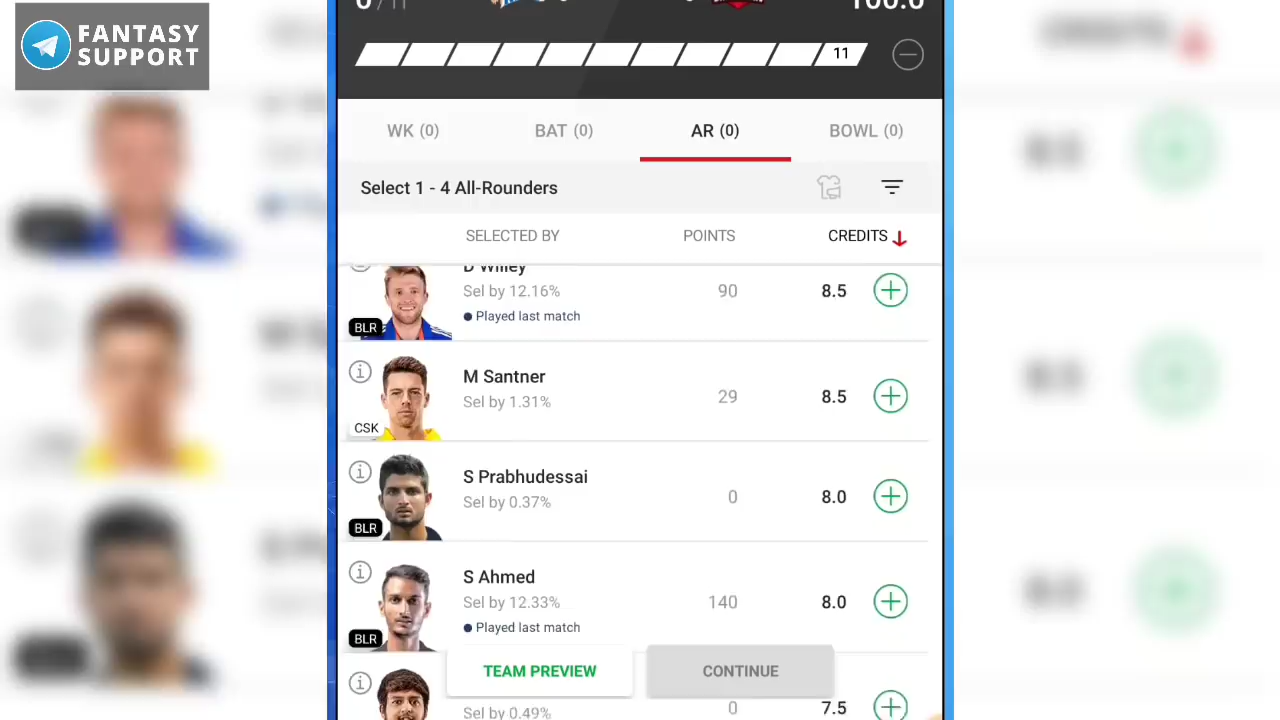 FANTASY
SUPPORT
11
WK (0)
BAT (0)
AR (0)
BOWL (0)
Select 1 - 4 All-Rounders
SELECTED BY
POINTS
CREDITS
D Willey
Sel by 12.16%
90
8.5
Played last match
BLR
M Santner
Sel by 1.31%
29
8.5
CSK
S Prabhudessai
Sel by 0.37%
0
8.0
BLR
S Ahmed
Sel by 12.33%
140
8.0
Played last match
BLR
TEAM PREVIEW
CONTINUE
Sel by 0.49%
0
7.5